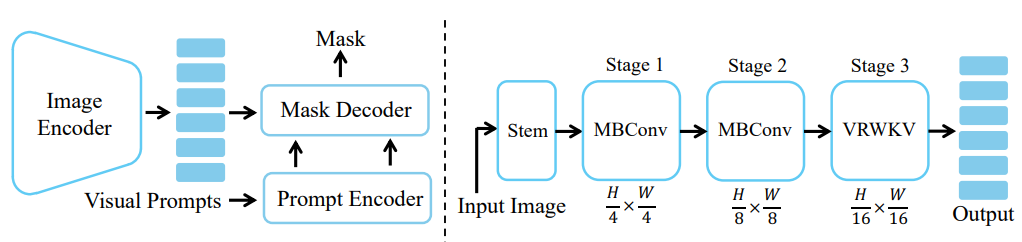 Image
Encoder
Mask
Mask Decoder
Visual Prompts
Prompt Encoder
Input Image
Stem
Stage 1
MBConv
H/4 × W/4
Stage 2
MBConv
H/8 × W/8
Stage 3
VRWKV
H/16 × W/16
Output